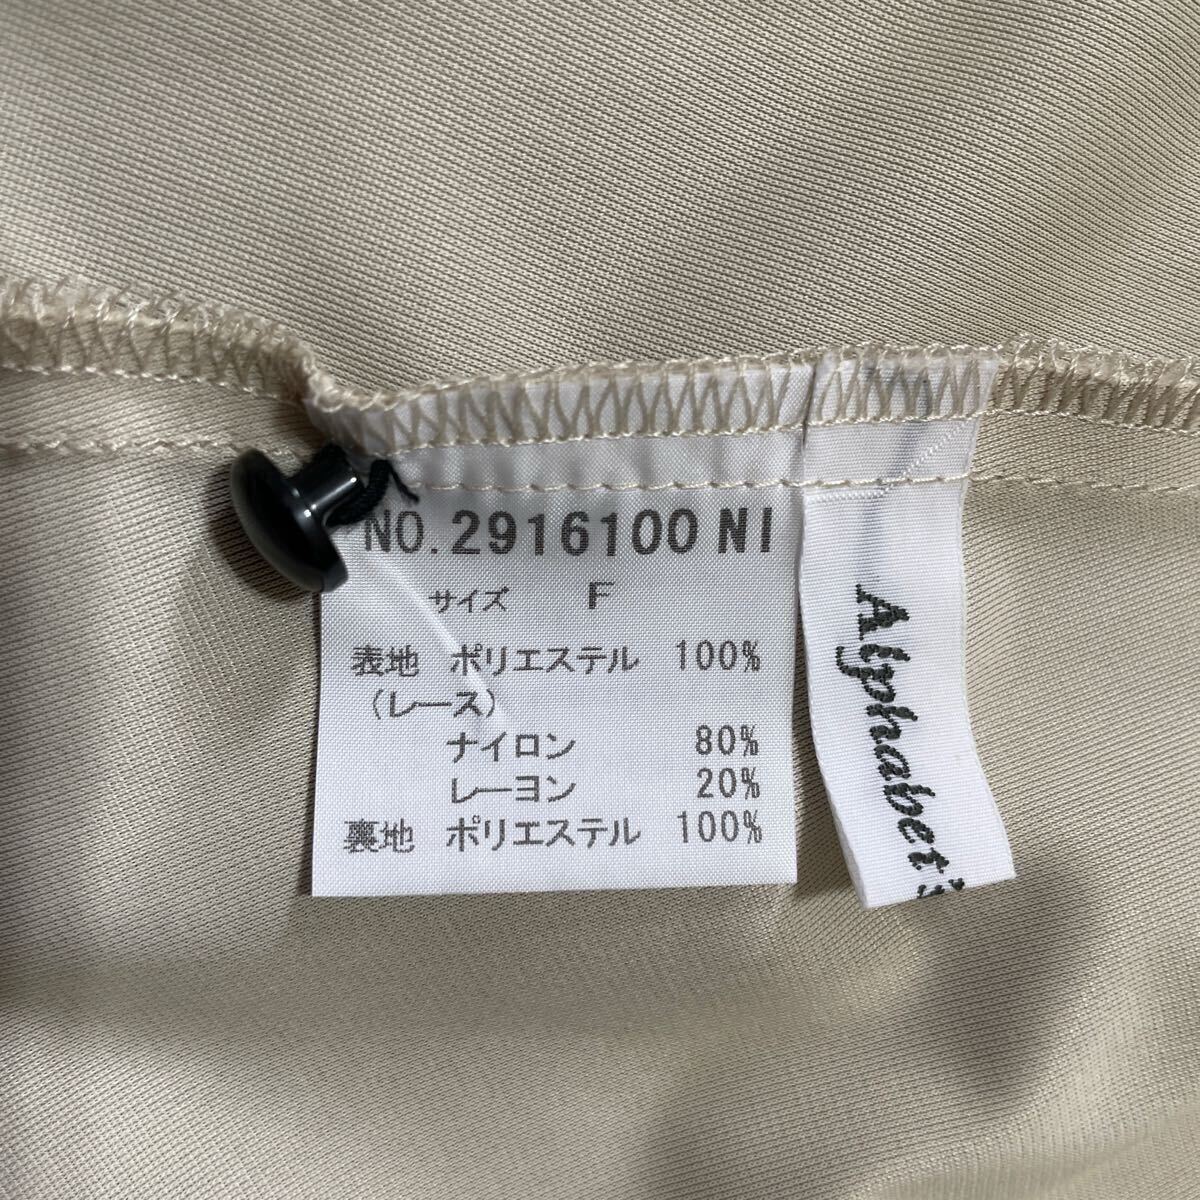 NO.2916100 NI
サイズ F
表地 ポリエステル 100%
(レース)
ナイロン 80%
レーヨン 20%
裏地 ポリエステル 100%
Alphabet's